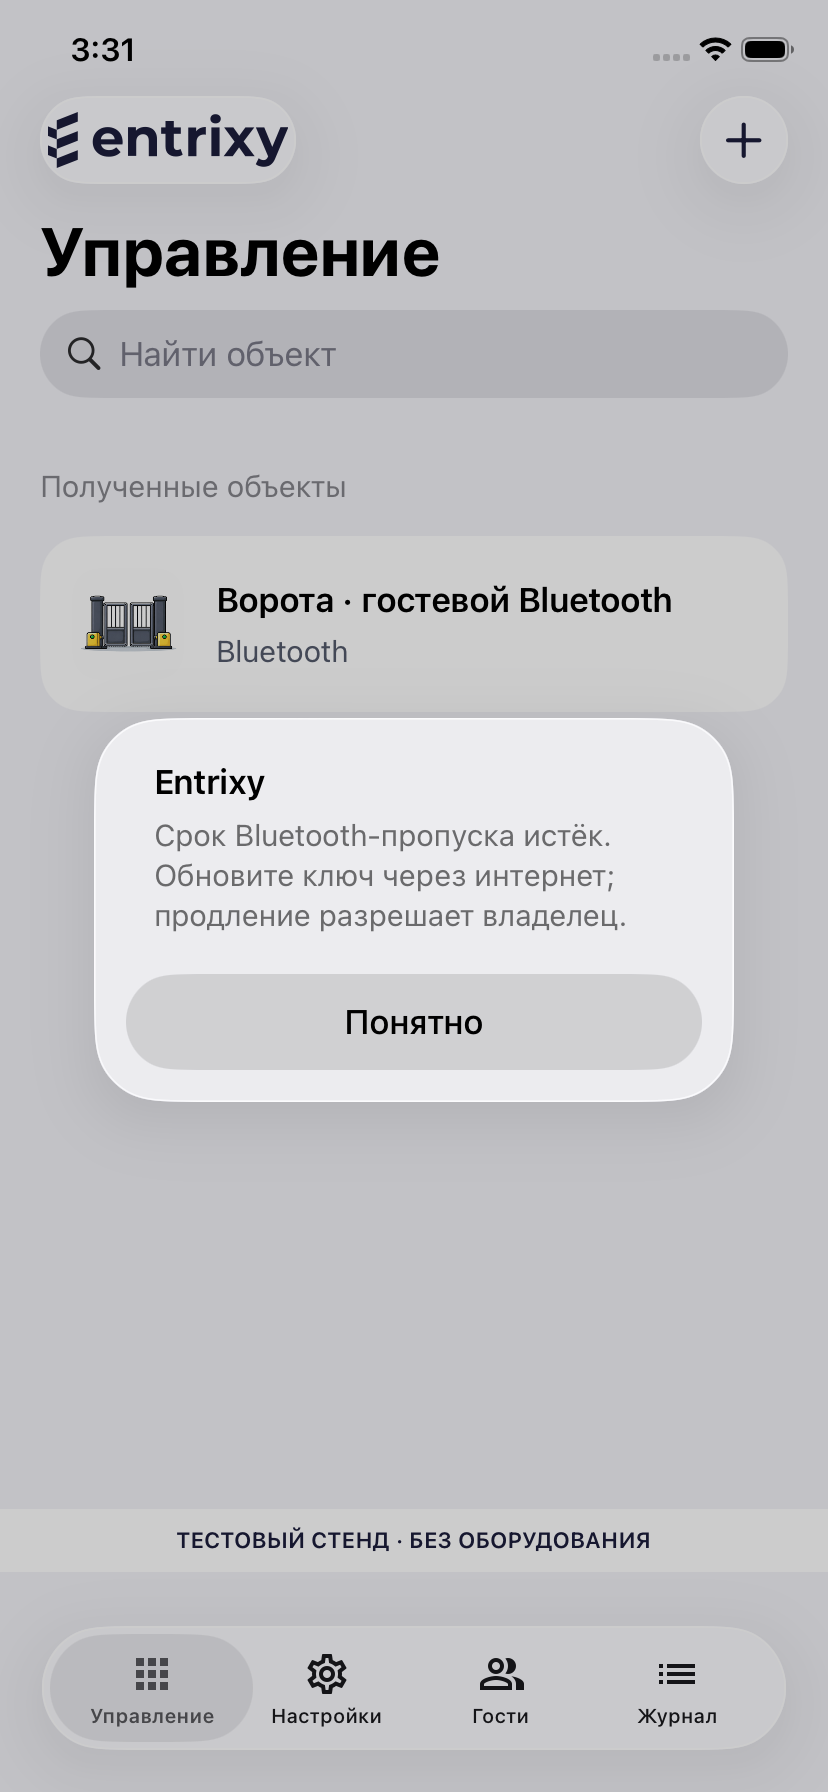 3:31
entrixy
Управление
Найти объект
Полученные объекты
Ворота · гостевой Bluetooth
Bluetooth
Entrixy
Срок Bluetooth-пропуска истёк.
Обновите ключ через интернет;
продление разрешает владелец.
Понятно
ТЕСТОВЫЙ СТЕНД · БЕЗ ОБОРУДОВАНИЯ
Управление
Настройки
Гости
Журнал